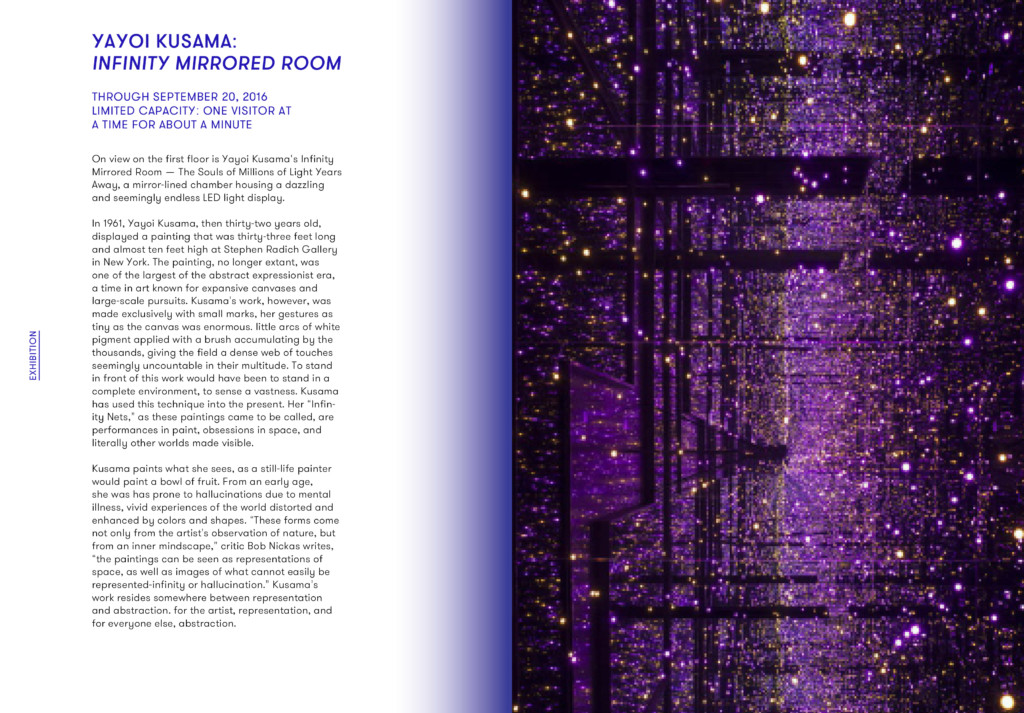 YAYOI KUSAMA:
INFINITY MIRRORED ROOM
THROUGH SEPTEMBER 20, 2016
LIMITED CAPACITY: ONE VISITOR AT
A TIME FOR ABOUT A MINUTE
On view on the first floor is Yayoi Kusama's Infinity
Mirrored Room — The Souls of Millions of Light Years
Away, a mirror-lined chamber housing a dazzling
and seemingly endless LED light display.
In 1961, Yayoi Kusama, then thirty-two years old,
displayed a painting that was thirty-three feet long
and almost ten feet high at Stephen Radich Gallery
in New York. The painting, no longer extant, was
one of the largest of the abstract expressionist era,
a time in art known for expansive canvases and
large-scale pursuits. Kusama's work, however, was
made exclusively with small marks, her gestures as
tiny as the canvas was enormous. little arcs of white
pigment applied with a brush accumulating by the
thousands, giving the field a dense web of touches
seemingly uncountable in their multitude. To stand
in front of this work would have been to stand in a
complete environment, to sense a vastness. Kusama
has used this technique into the present. Her "Infin-
ity Nets," as these paintings came to be called, are
performances in paint, obsessions in space, and
literally other worlds made visible.
Kusama paints what she sees, as a still-life painter
would paint a bowl of fruit. From an early age,
she was has prone to hallucinations due to mental
illness, vivid experiences of the world distorted and
enhanced by colors and shapes. "These forms come
not only from the artist's observation of nature, but
from an inner mindscape," critic Bob Nickas writes,
"the paintings can be seen as representations of
space, as well as images of what cannot easily be
represented-infinity or hallucination." Kusama's
work resides somewhere between representation
and abstraction. for the artist, representation, and
for everyone else, abstraction.
EXHIBITION